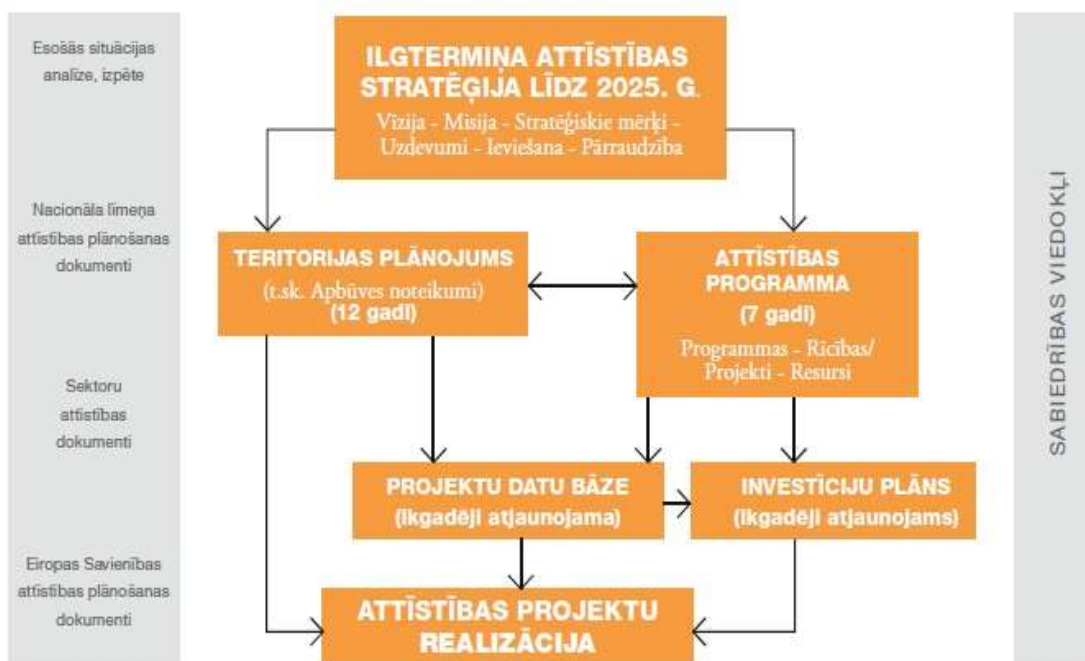 Esošās situācijas
analīze, izpēte
Nacionāla līmeņa
attīstības plānošanas
dokumenti
Sektoru
attīstības
dokumenti
Eiropas Savienības
attīstības plānošanas
dokumenti
ILGTERMIŅA ATTĪSTĪBAS
STRATĒĢIJA LĪDZ 2025. G.
Vīzija - Misija - Stratēģiskie mērķi -
Uzdevumi - Ieviešana - Pārraudzība
TERITORIJAS PLĀNOJUMS
(t.sk. Apbūves noteikumi)
(12 gadi)
ATTĪSTĪBAS
PROGRAMMA
(7 gadi)
Programmas - Rīcības/
Projekti - Resursi
PROJEKTU DATU BĀZE
(ikgadēji atjaunojama)
INVESTĪCIJU PLĀNS
(ikgadēji atjaunojams)
ATTĪSTĪBAS PROJEKTU
REALIZĀCIJA
SABIEDRĪBAS VIEDOKĻI